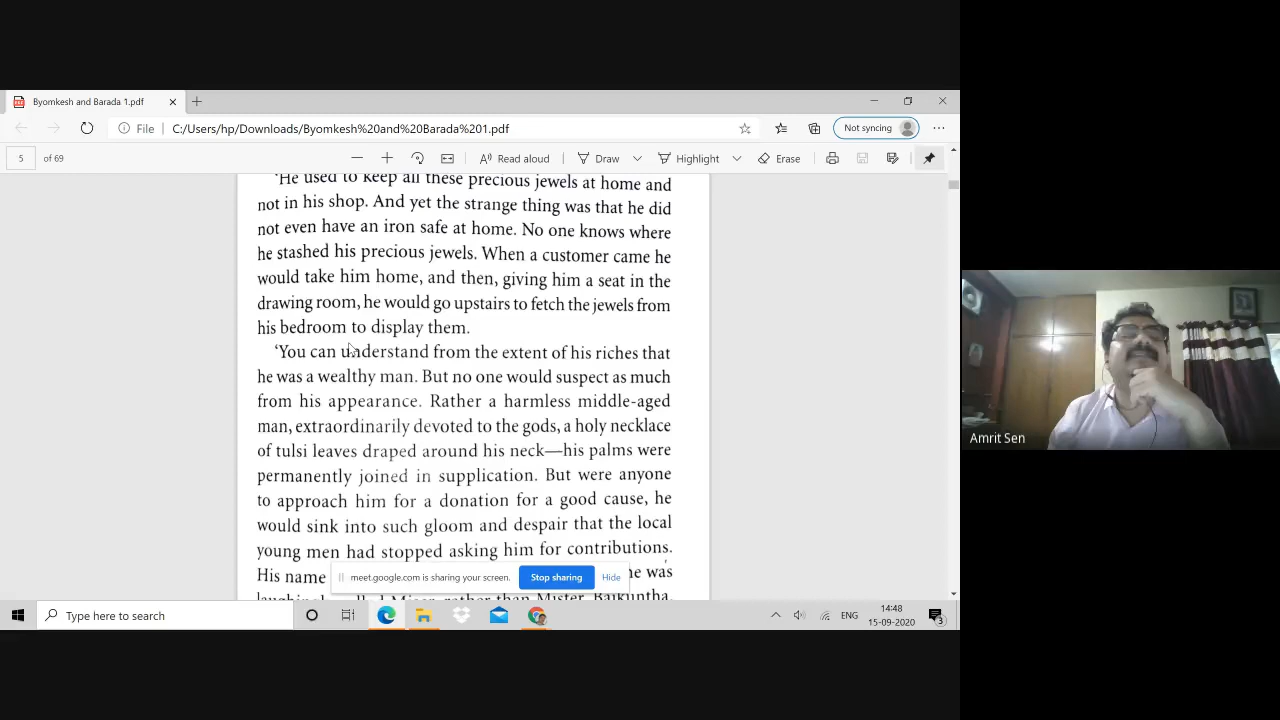 Byomkesh and Barada 1.pdf
File C:/Users/hp/Downloads/Byomkesh%20and%20Barada%201.pdf
Not syncing
5 of 69
Read aloud
Draw
Highlight
Erase
'He used to keep all these precious jewels at home and
not in his shop. And yet the strange thing was that he did
not even have an iron safe at home. No one knows where
he stashed his precious jewels. When a customer came he
would take him home, and then, giving him a seat in the
drawing room, he would go upstairs to fetch the jewels from
his bedroom to display them.
'You can understand from the extent of his riches that
he was a wealthy man. But no one would suspect as much
from his appearance. Rather a harmless middle-aged
man, extraordinarily devoted to the gods, a holy necklace
of tulsi leaves draped around his neck—his palms were
permanently joined in supplication. But were anyone
to approach him for a donation for a good cause, he
would sink into such gloom and despair that the local
young men had stopped asking him for contributions.
His name he was
Miser, rather than Mister, Baikuntha.
meet.google.com is sharing your screen.
Stop sharing
Hide
Amrit Sen
Type here to search
ENG
14:48
15-09-2020
3